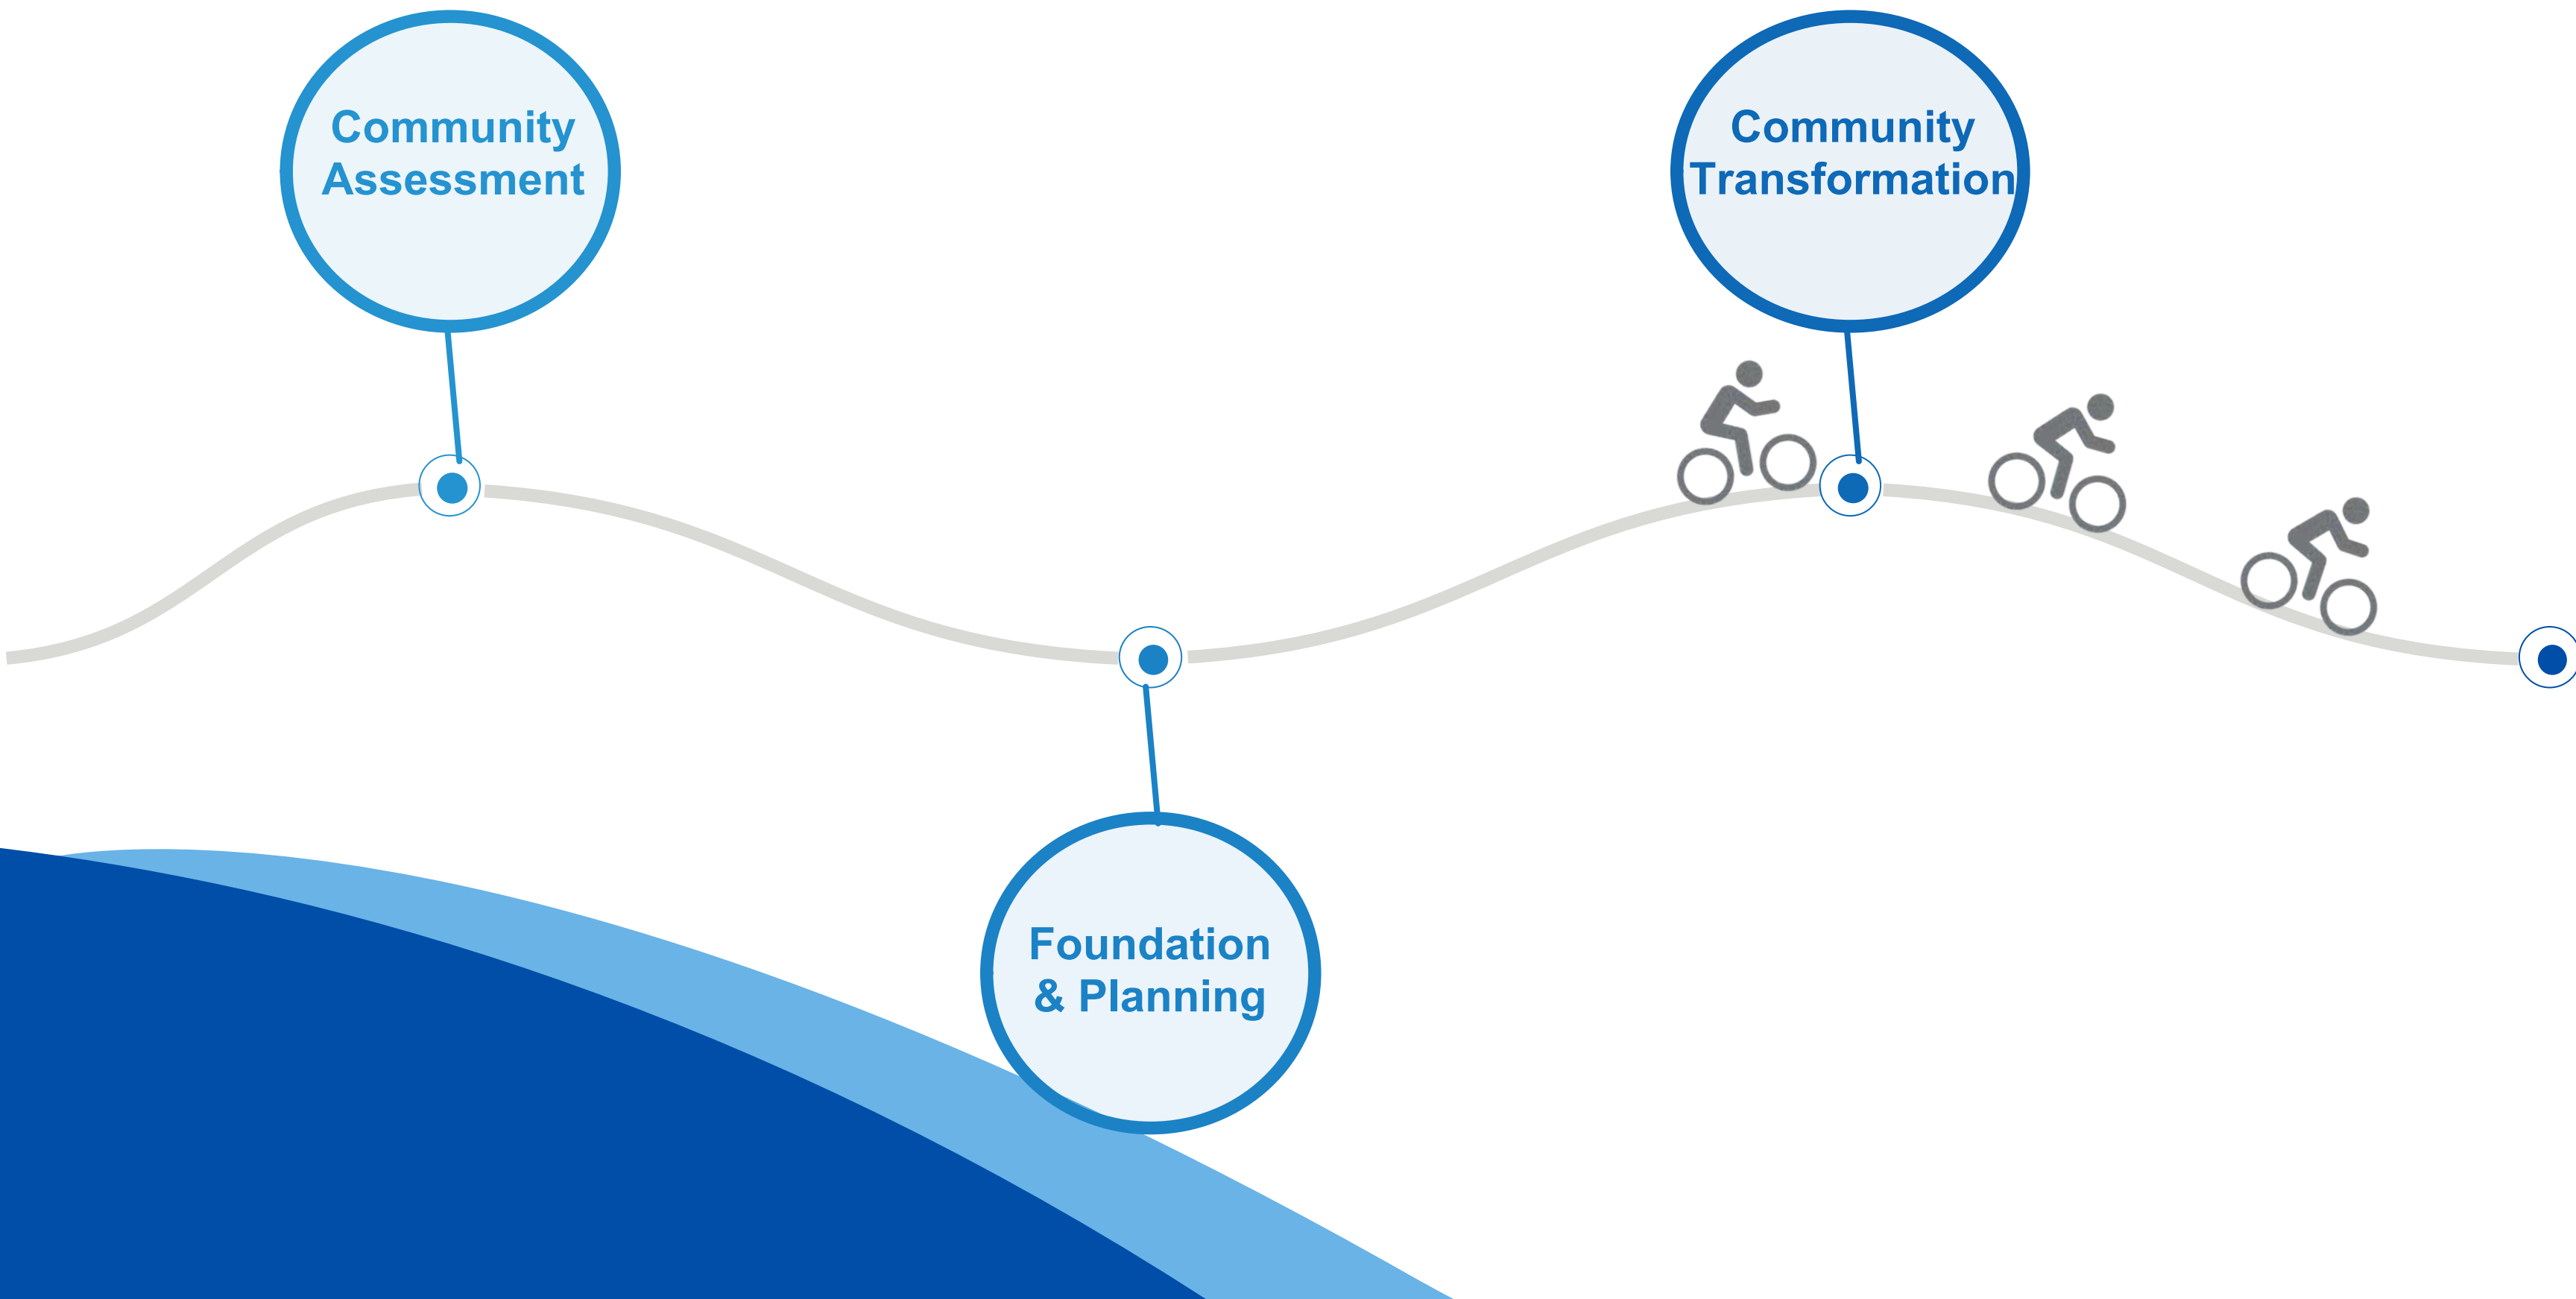 Community
Assessment
Foundation
& Planning
Community
Transformation